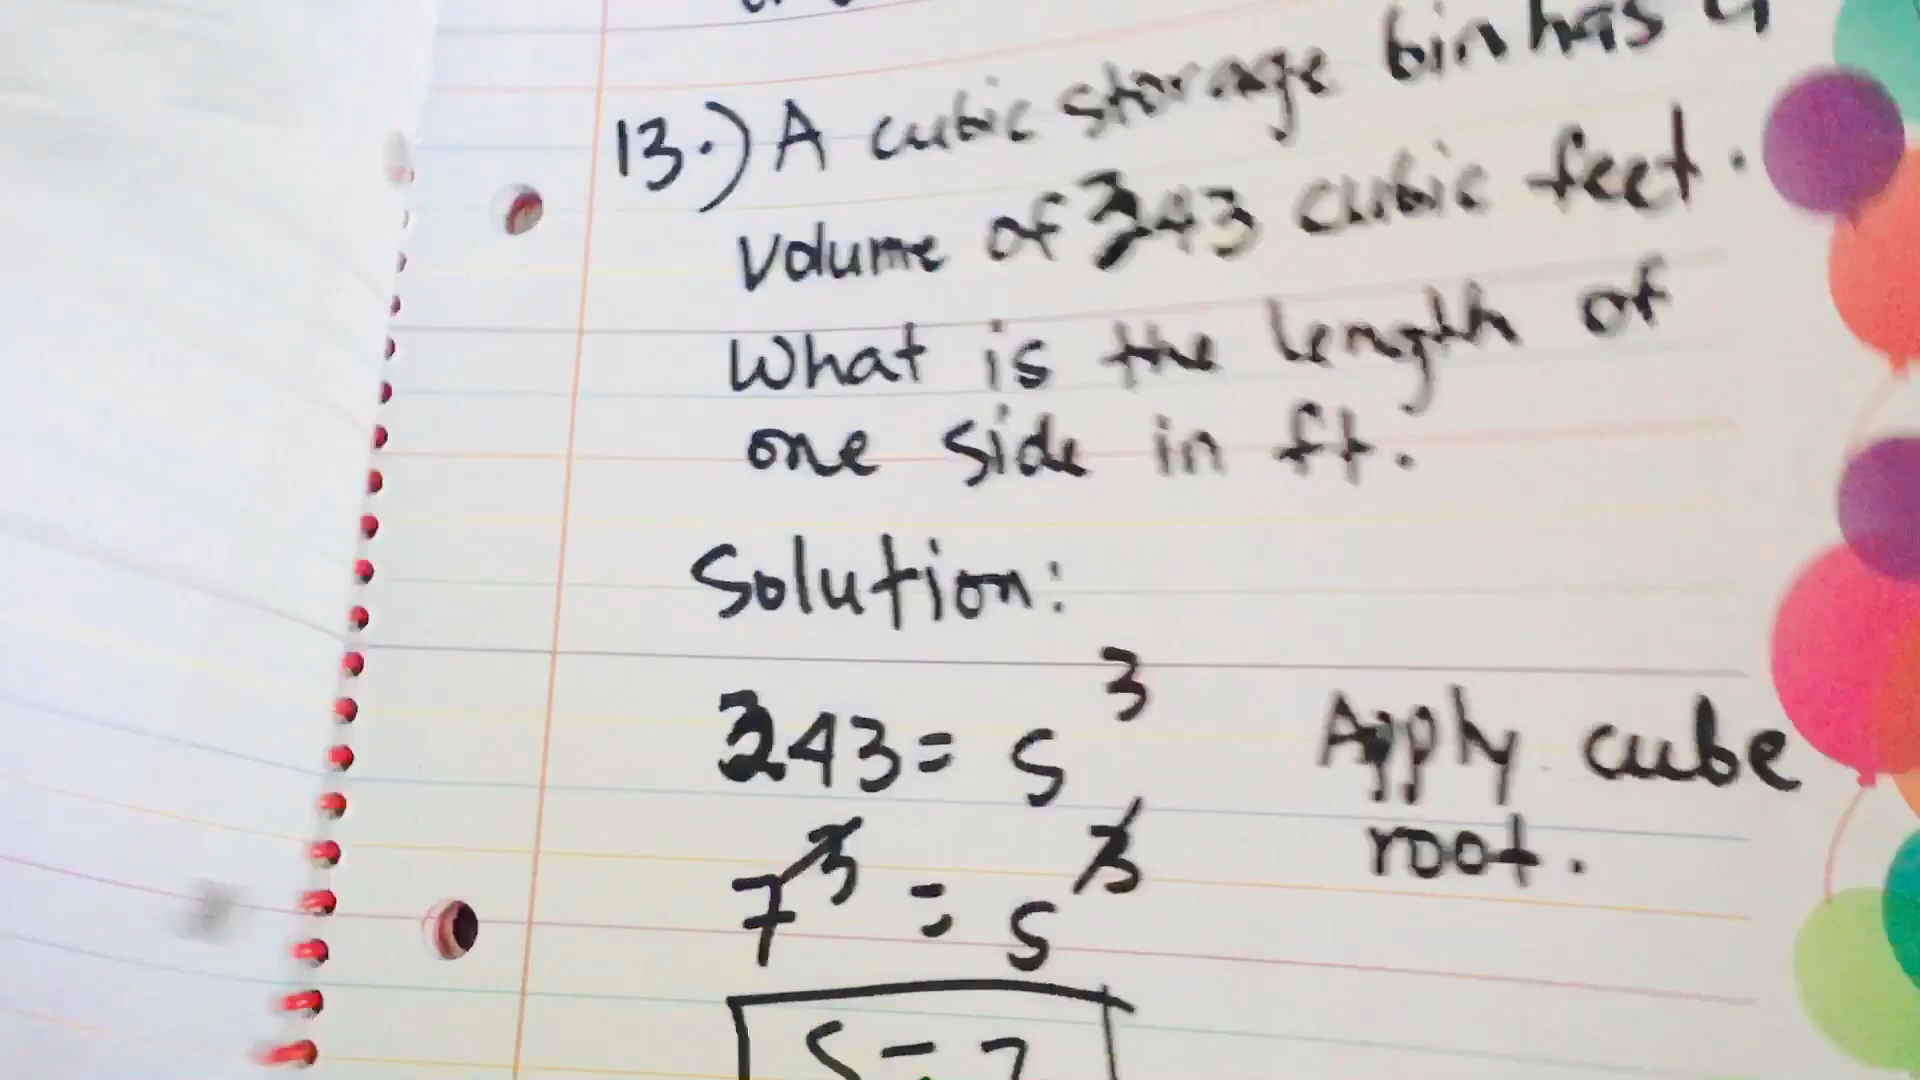 13.) A cubic storage bin has a
volume of 343 cubic feet.
What is the length of
one side in ft.
Solution:
343 = s³
Apply cube
root.
7³ = s³
s = 7